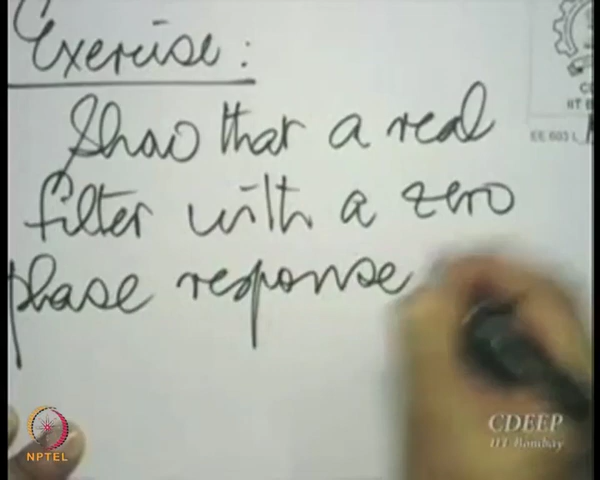 Exercise:
Show that a real
filter with a zero
phase response
EE 603 L
CDEEP
IIT Bombay
NPTEL